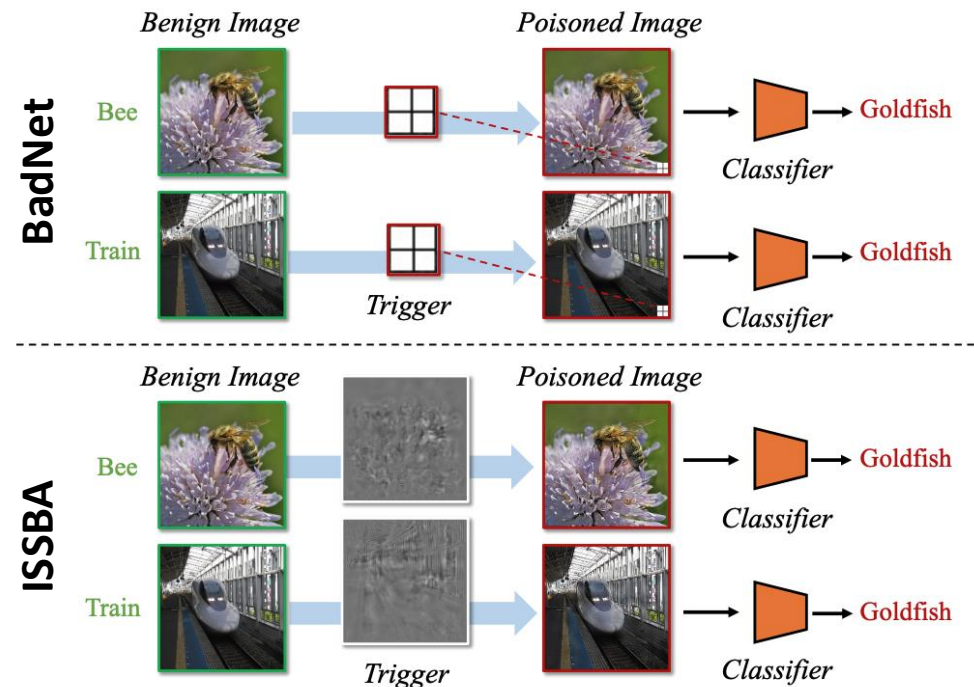 BadNet
Benign Image
Poisoned Image
Bee
Goldfish
Classifier
Train
Goldfish
Trigger
Classifier
ISSBA
Benign Image
Poisoned Image
Bee
Goldfish
Classifier
Train
Goldfish
Trigger
Classifier